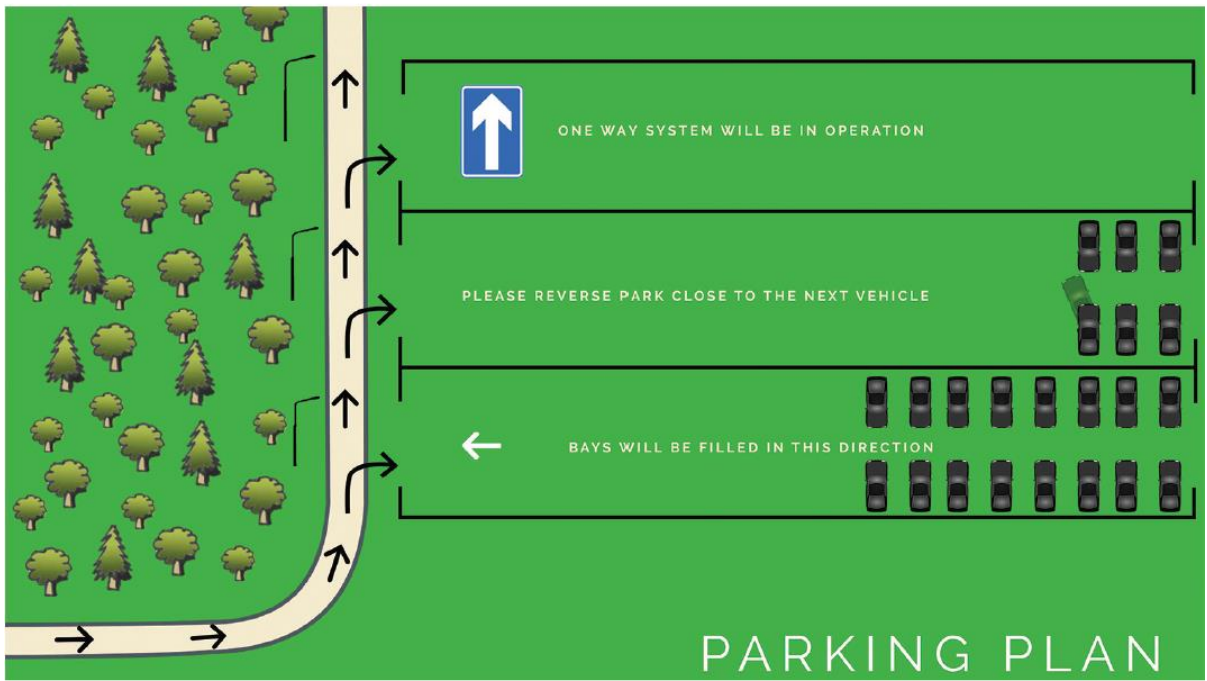 ONE WAY SYSTEM WILL BE IN OPERATION
PLEASE REVERSE PARK CLOSE TO THE NEXT VEHICLE
BAYS WILL BE FILLED IN THIS DIRECTION
PARKING PLAN